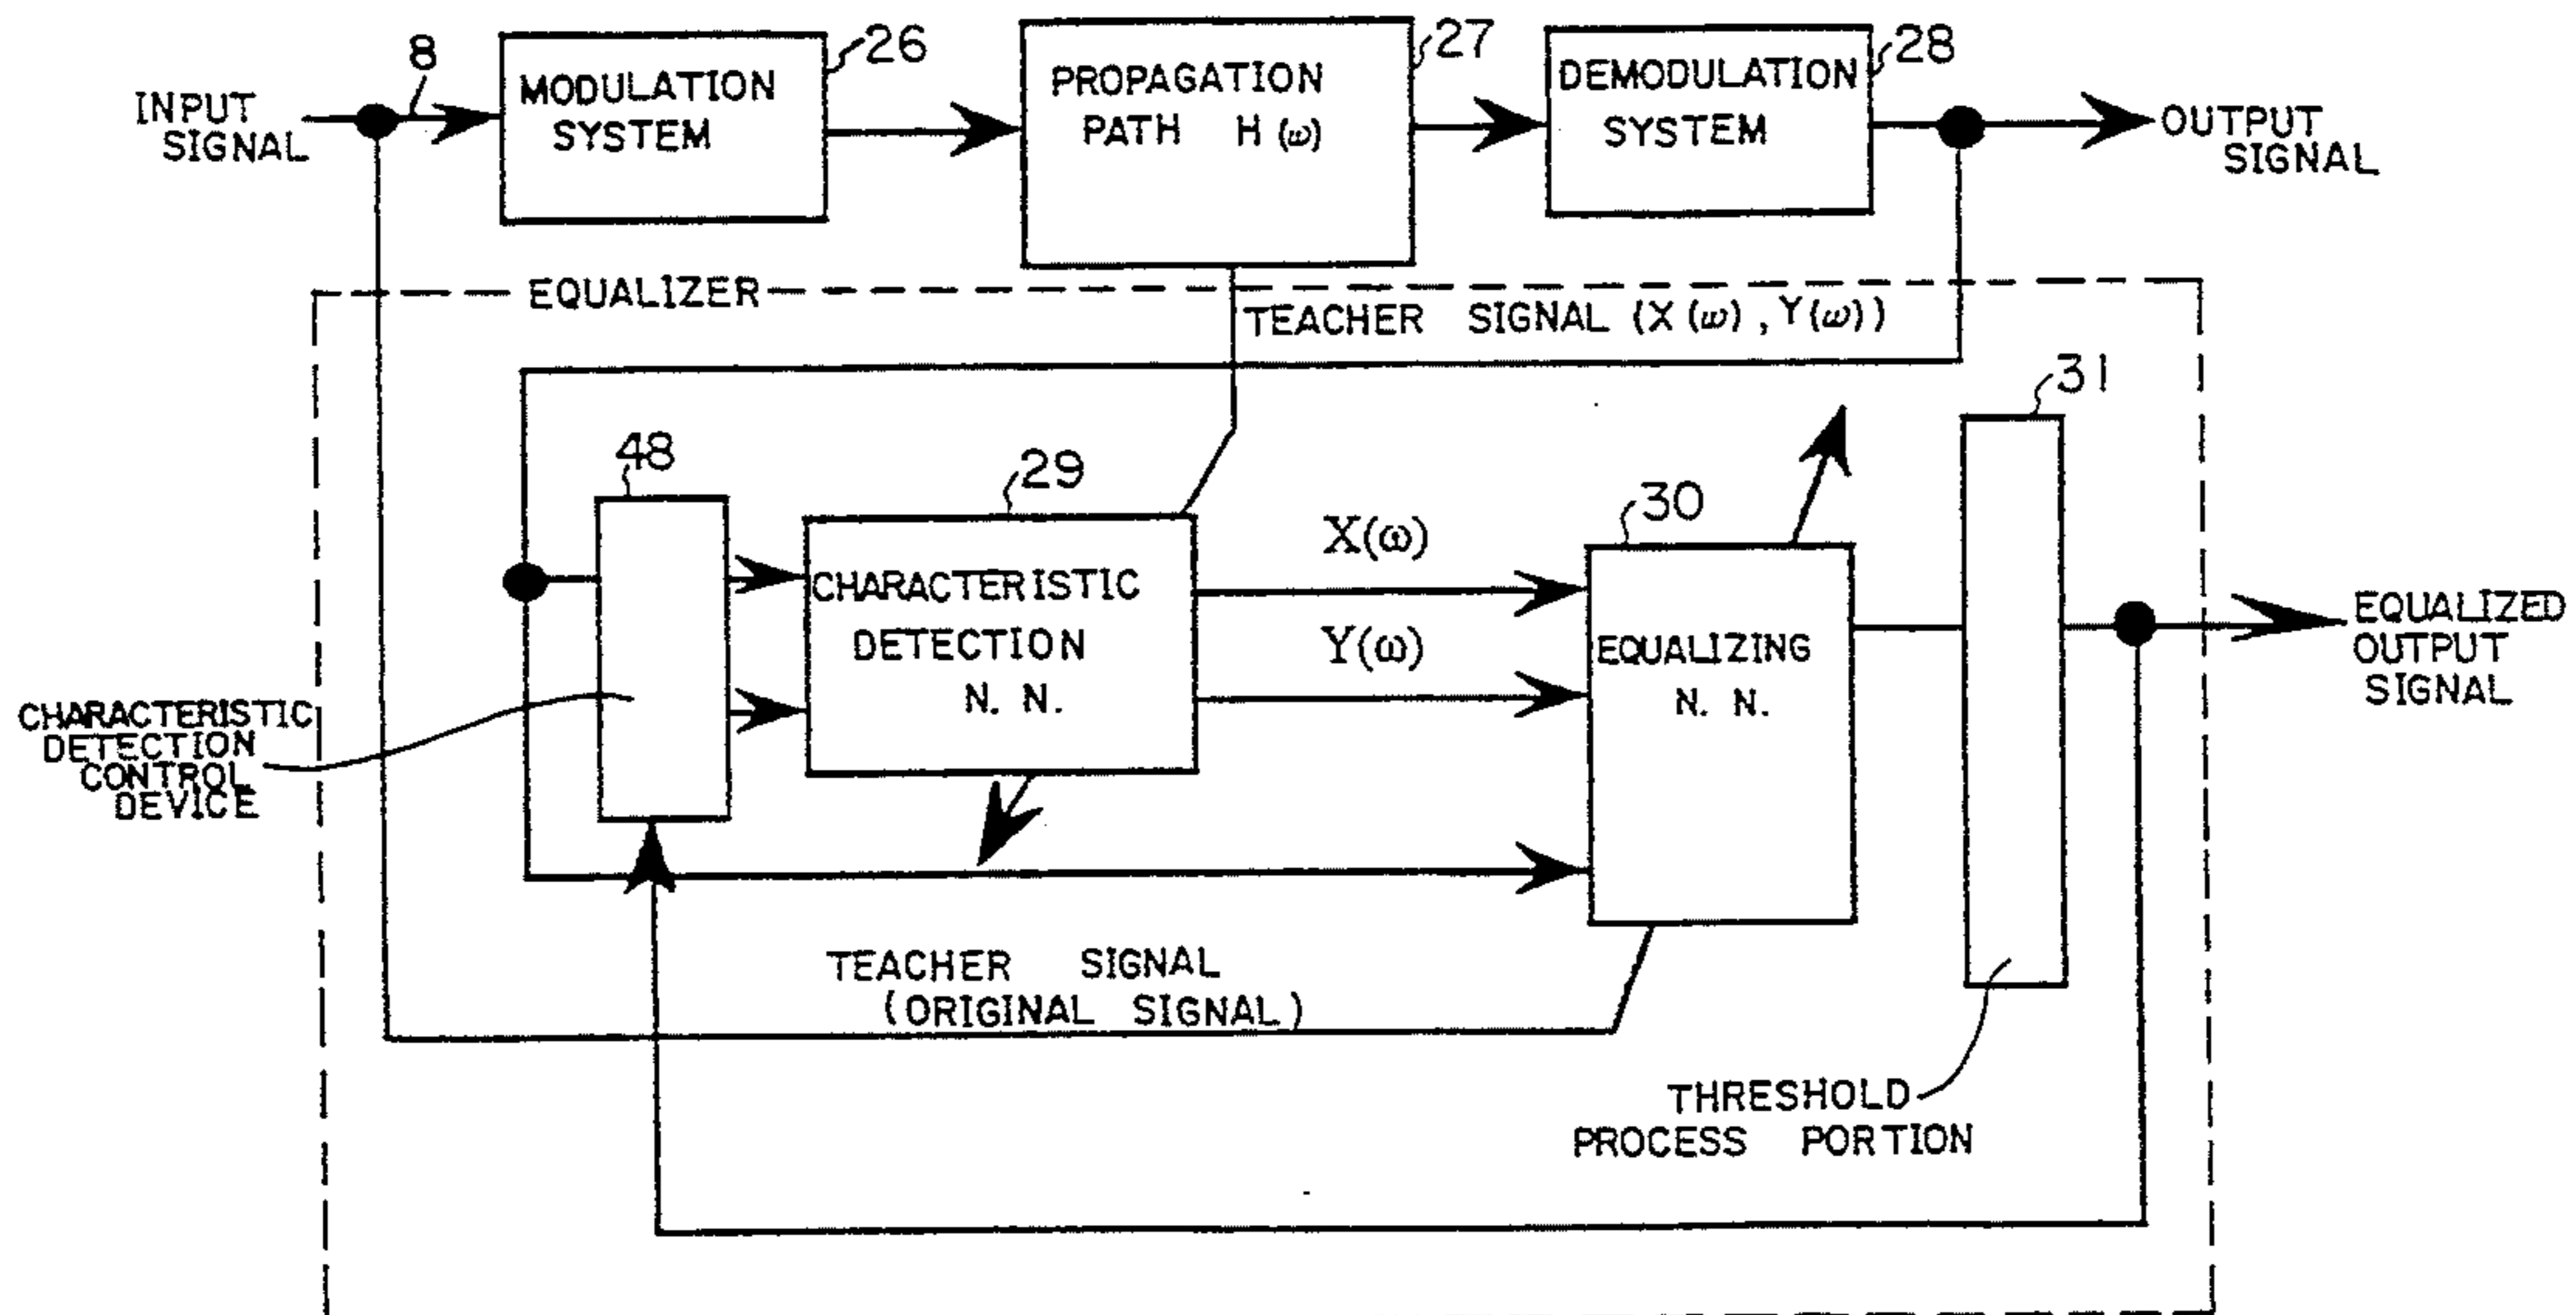 8
26
27
28
INPUT
SIGNAL
MODULATION
SYSTEM
PROPAGATION
PATH H(ω)
DEMODULATION
SYSTEM
OUTPUT
SIGNAL
EQUALIZER
TEACHER SIGNAL (X(ω), Y(ω))
31
48
29
30
X(ω)
CHARACTERISTIC
DETECTION
N. N.
Y(ω)
EQUALIZING
N. N.
EQUALIZED
OUTPUT
SIGNAL
CHARACTERISTIC
DETECTION
CONTROL
DEVICE
TEACHER SIGNAL
(ORIGINAL SIGNAL)
THRESHOLD
PROCESS PORTION